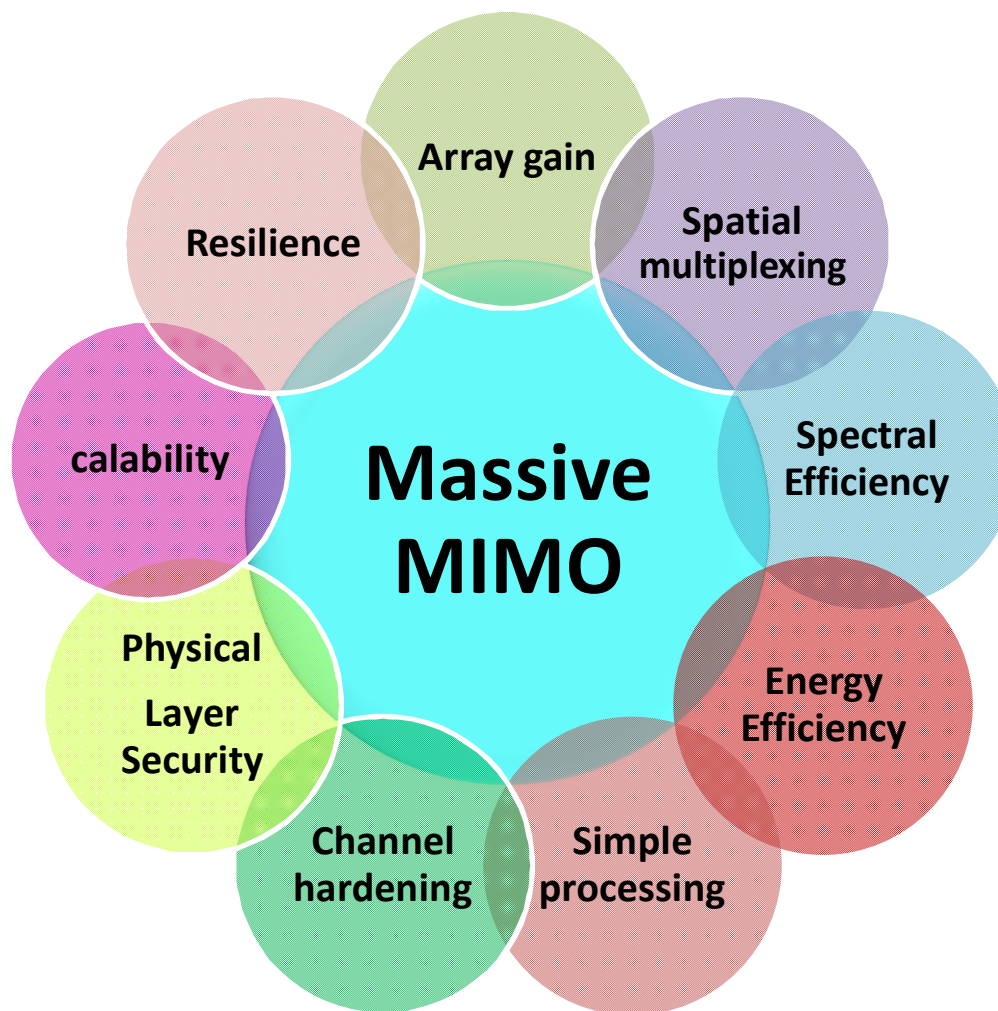 Array gain
Spatial
multiplexing
Spectral
Efficiency
Energy
Efficiency
Simple
processing
Channel
hardening
Physical
Layer
Security
calability
Resilience
Massive
MIMO